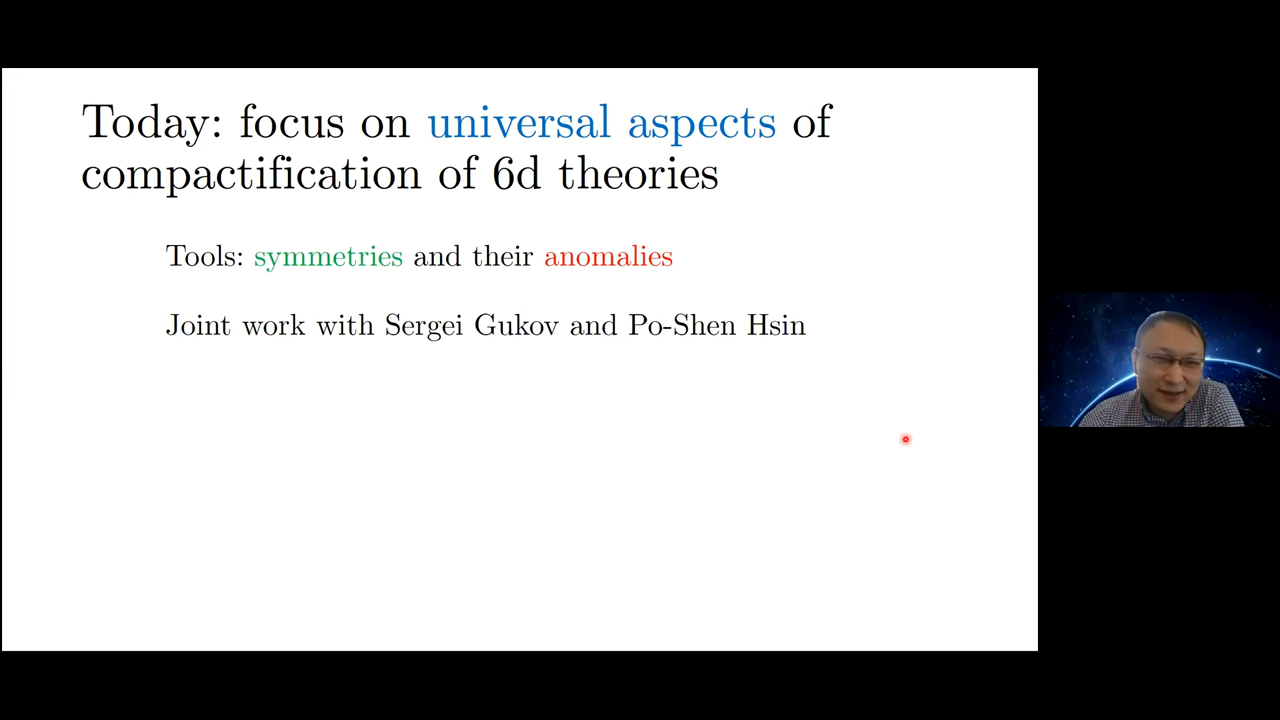 Today: focus on universal aspects of
compactification of 6d theories
Tools: symmetries and their anomalies
Joint work with Sergei Gukov and Po-Shen Hsin